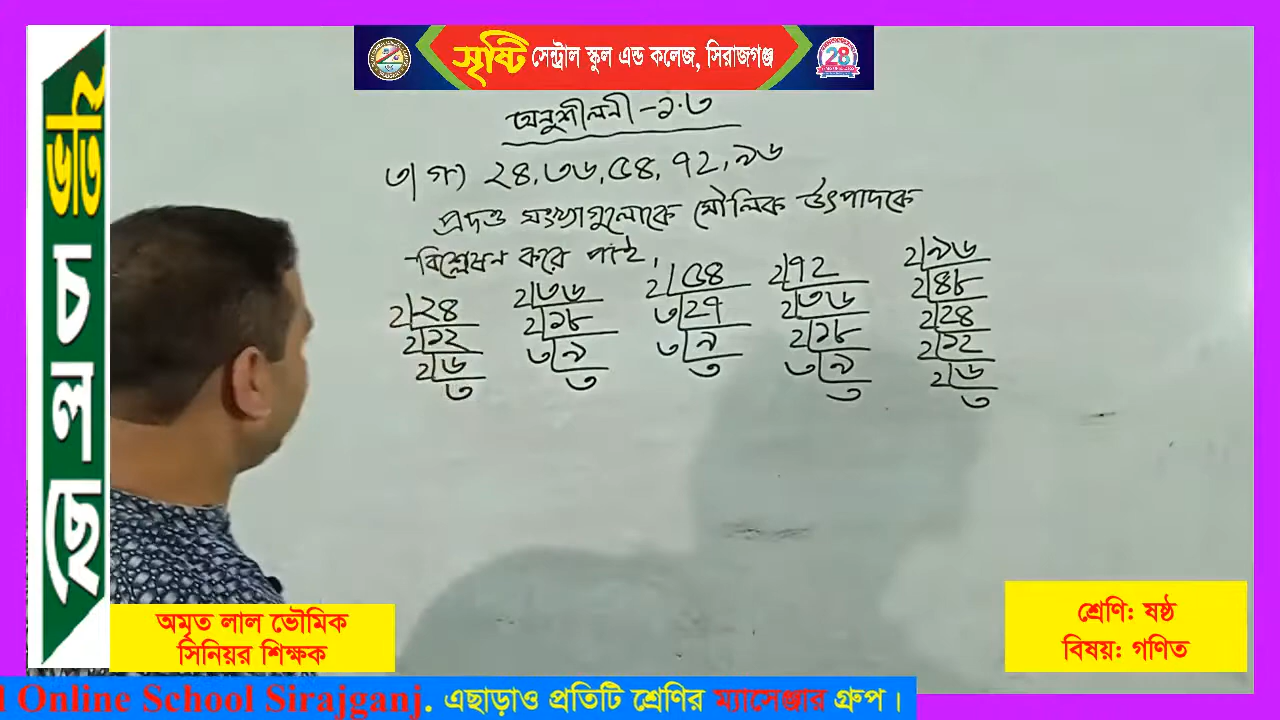 সৃষ্টি সেন্ট্রাল স্কুল এন্ড কলেজ, সিরাজগঞ্জ
28
ভর্তি চলছে
অনুশীলনী - ১.৩
৩। গ) ২৪, ৩৬, ৫৪, ৭২, ৯৬
প্রদত্ত সংখ্যাগুলোকে মৌলিক উৎপাদকে
বিশ্লেষন করে পাই,
২|২৪
২|১২
২|৬
৩
২|৩৬
২|১৮
৩|৯
৩
২|৫৪
৩|২৭
৩|৯
৩
২|৭২
২|৩৬
২|১৮
৩|৯
৩
২|৯৬
২|৪৮
২|২৪
২|১২
২|৬
৩
অমৃত লাল ভৌমিক
সিনিয়র শিক্ষক
শ্রেণি: ষষ্ঠ
বিষয়: গণিত
Online School Sirajganj. এছাড়াও প্রতিটি শ্রেণির ম্যাসেঞ্জার গ্রুপ।